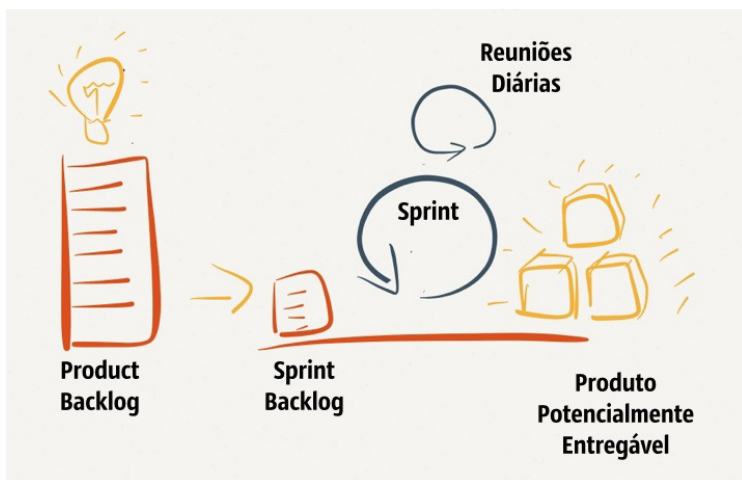 Reuniões
Diárias
Sprint
Product
Backlog
Sprint
Backlog
Produto
Potencialmente
Entregável